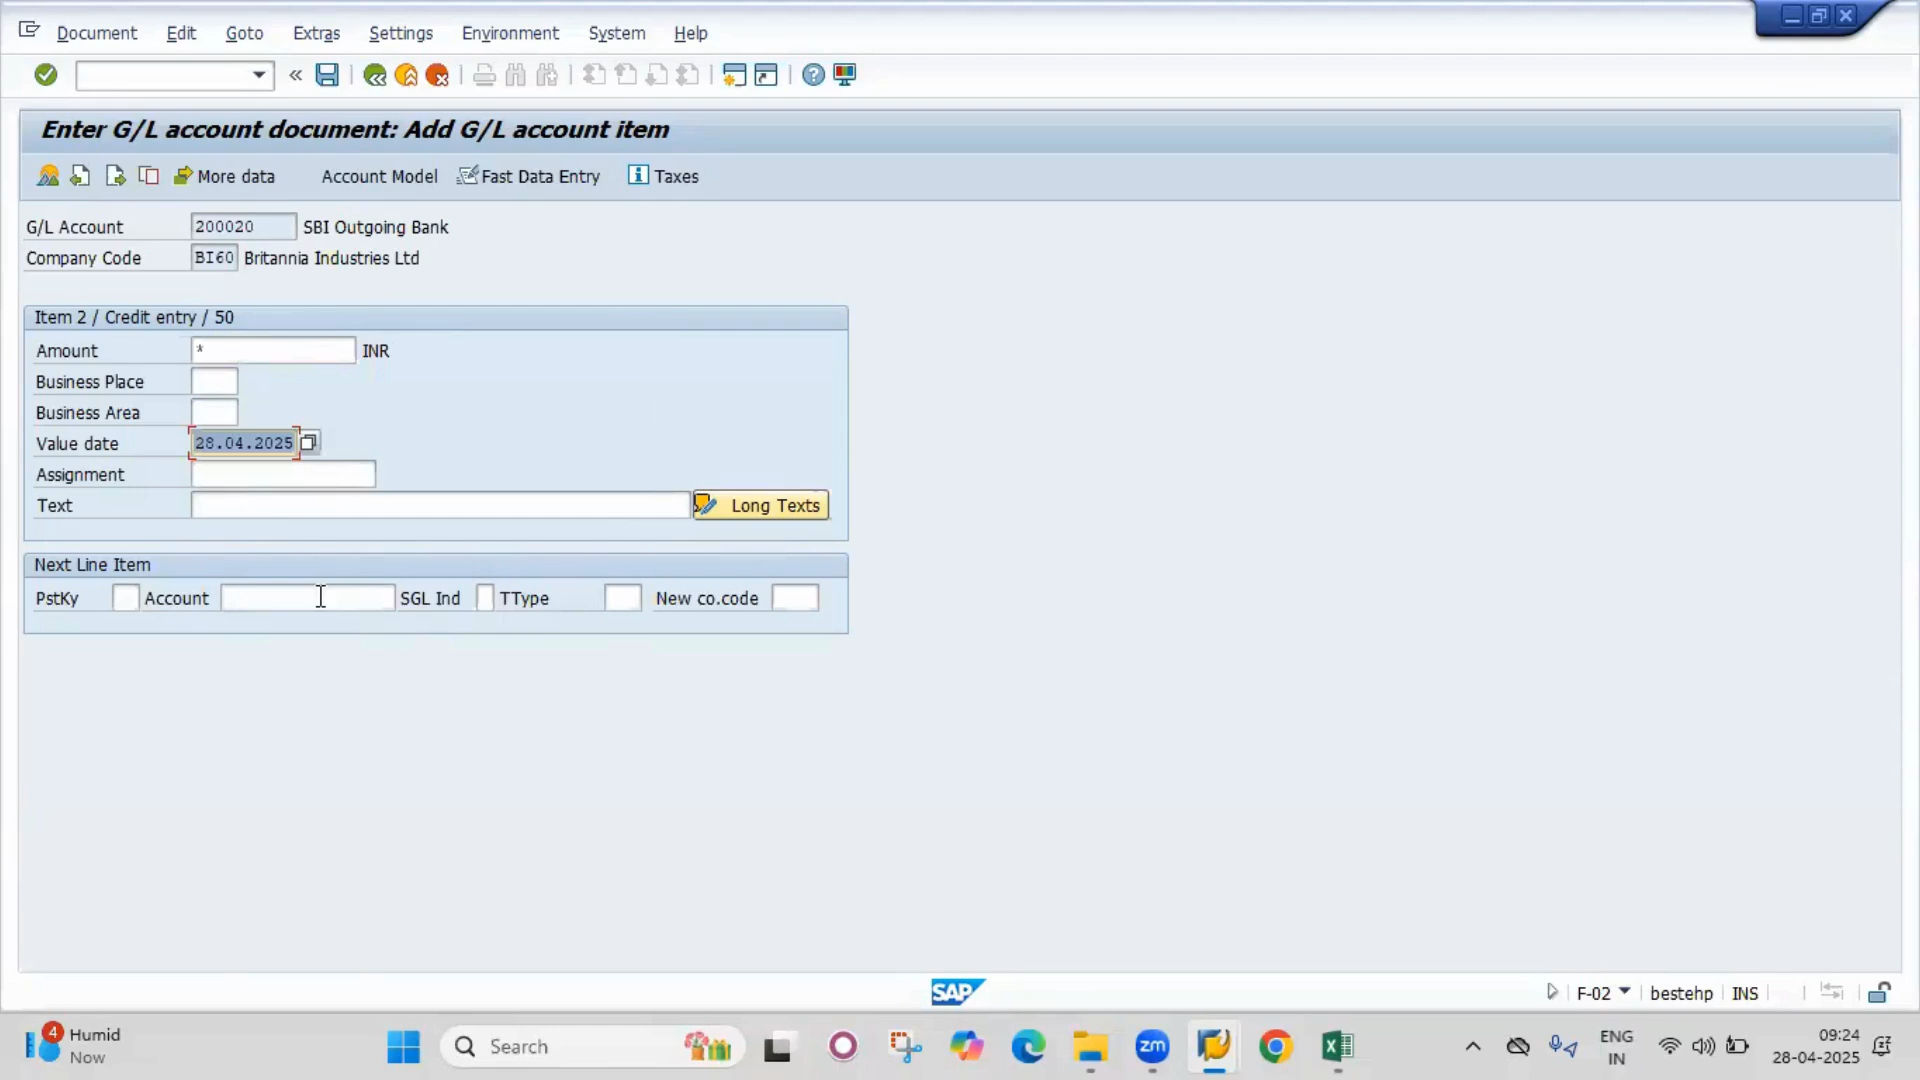 Document Edit Goto Extras Settings Environment System Help
Enter G/L account document: Add G/L account item
More data Account Model Fast Data Entry Taxes
G/L Account 200020 SBI Outgoing Bank
Company Code BI60 Britannia Industries Ltd
Item 2 / Credit entry / 50
Amount * INR
Business Place
Business Area
Value date 28.04.2025
Assignment
Text Long Texts
Next Line Item
PstKy Account SGL Ind TType New co.code
SAP F-02 bestehp INS
4 Humid
Now
Search
zm
ENG
IN
09:24
28-04-2025